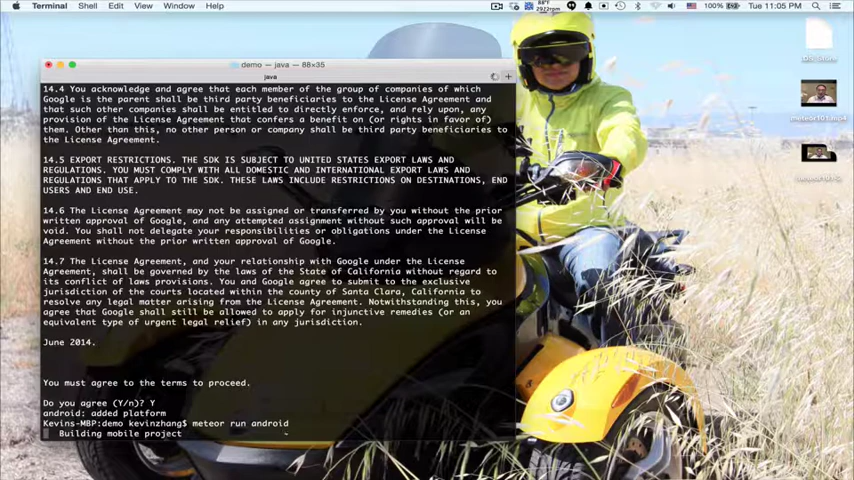 Terminal Shell Edit View Window Help
88°F
2922rpm
100% Tue 11:05 PM
demo — java — 88×35
java
14.4 You acknowledge and agree that each member of the group of companies of which
Google is the parent shall be third party beneficiaries to the License Agreement and
that such other companies shall be entitled to directly enforce, and rely upon, any
provision of the License Agreement that confers a benefit on (or rights in favor of)
them. Other than this, no other person or company shall be third party beneficiaries to
the License Agreement.
14.5 EXPORT RESTRICTIONS. THE SDK IS SUBJECT TO UNITED STATES EXPORT LAWS AND
REGULATIONS. YOU MUST COMPLY WITH ALL DOMESTIC AND INTERNATIONAL EXPORT LAWS AND
REGULATIONS THAT APPLY TO THE SDK. THESE LAWS INCLUDE RESTRICTIONS ON DESTINATIONS, END
USERS AND END USE.
14.6 The License Agreement may not be assigned or transferred by you without the prior
written approval of Google, and any attempted assignment without such approval will be
void. You shall not delegate your responsibilities or obligations under the License
Agreement without the prior written approval of Google.
14.7 The License Agreement, and your relationship with Google under the License
Agreement, shall be governed by the laws of the State of California without regard to
its conflict of laws provisions. You and Google agree to submit to the exclusive
jurisdiction of the courts located within the county of Santa Clara, California to
resolve any legal matter arising from the License Agreement. Notwithstanding this, you
agree that Google shall still be allowed to apply for injunctive remedies (or an
equivalent type of urgent legal relief) in any jurisdiction.
June 2014.
You must agree to the terms to proceed.
Do you agree (Y/n)? Y
android: added platform
Kevins-MBP:demo kevinzhang$ meteor run android
Building mobile project ~
meteor101.mp4